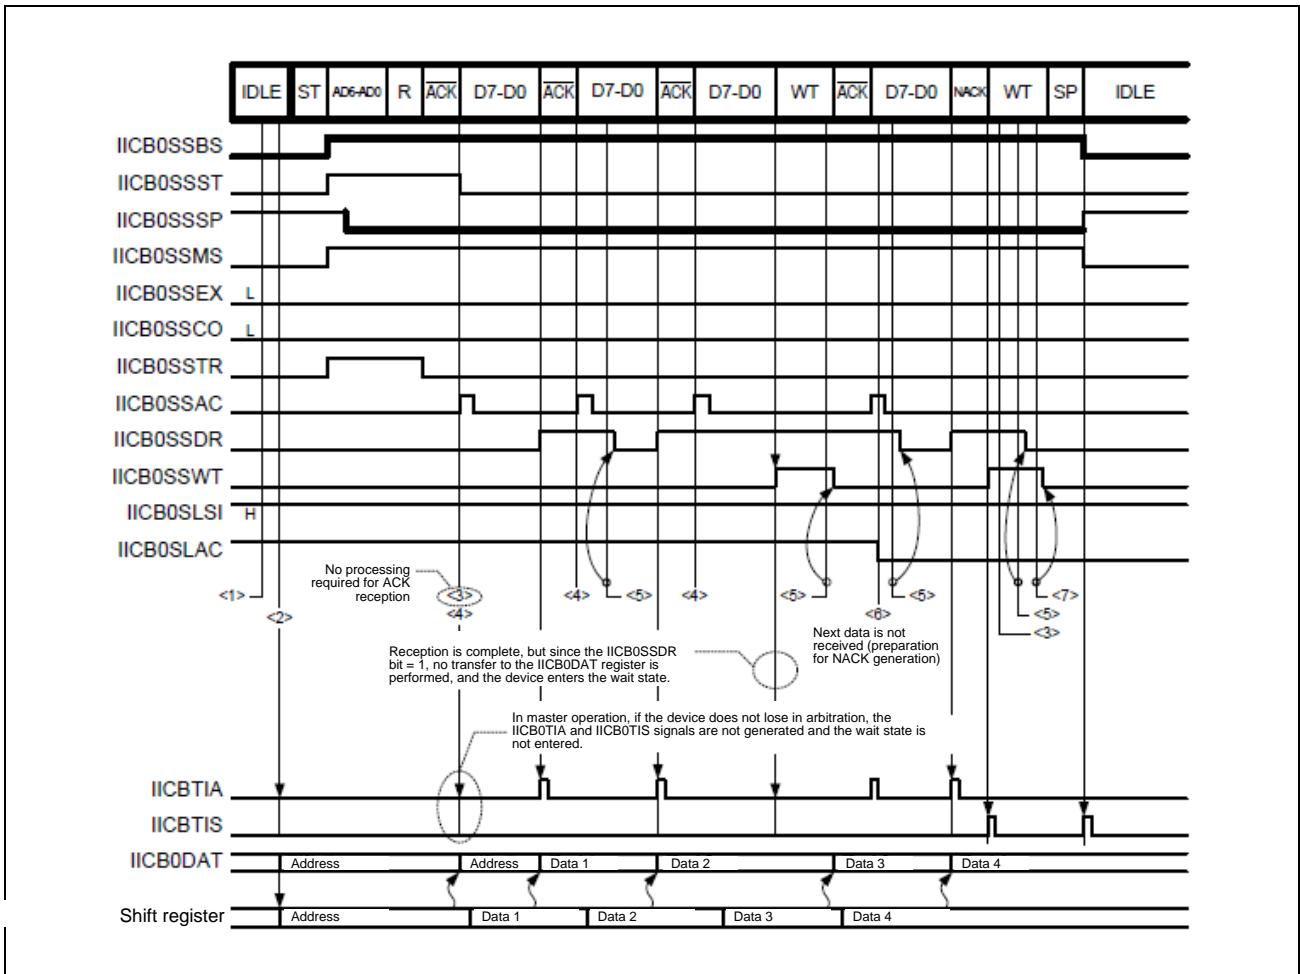 IDLE ST AD6-AD0 R ACK D7-D0 ACK D7-D0 ACK D7-D0 WT ACK D7-D0 NACK WT SP IDLE
IICB0SSBS
IICB0SSST
IICB0SSSP
IICB0SSMS
IICB0SSEX L
IICB0SSCO L
IICB0SSTR
IICB0SSAC
IICB0SSDR
IICB0SSWT
IICB0SLSI H
IICB0SLAC
No processing
required for ACK
reception
<1> <3> <4> <5> <4> <5> <5> <7>
<2> <4> <6> <5>
<3>
Next data is not
received (preparation
for NACK generation)
Reception is complete, but since the IICB0SSDR
bit = 1, no transfer to the IICB0DAT register is
performed, and the device enters the wait state.
In master operation, if the device does not lose in arbitration, the
IICB0TIA and IICB0TIS signals are not generated and the wait state is
not entered.
IICBTIA
IICBTIS
IICB0DAT Address Address Data 1 Data 2 Data 3 Data 4
Shift register Address Data 1 Data 2 Data 3 Data 4